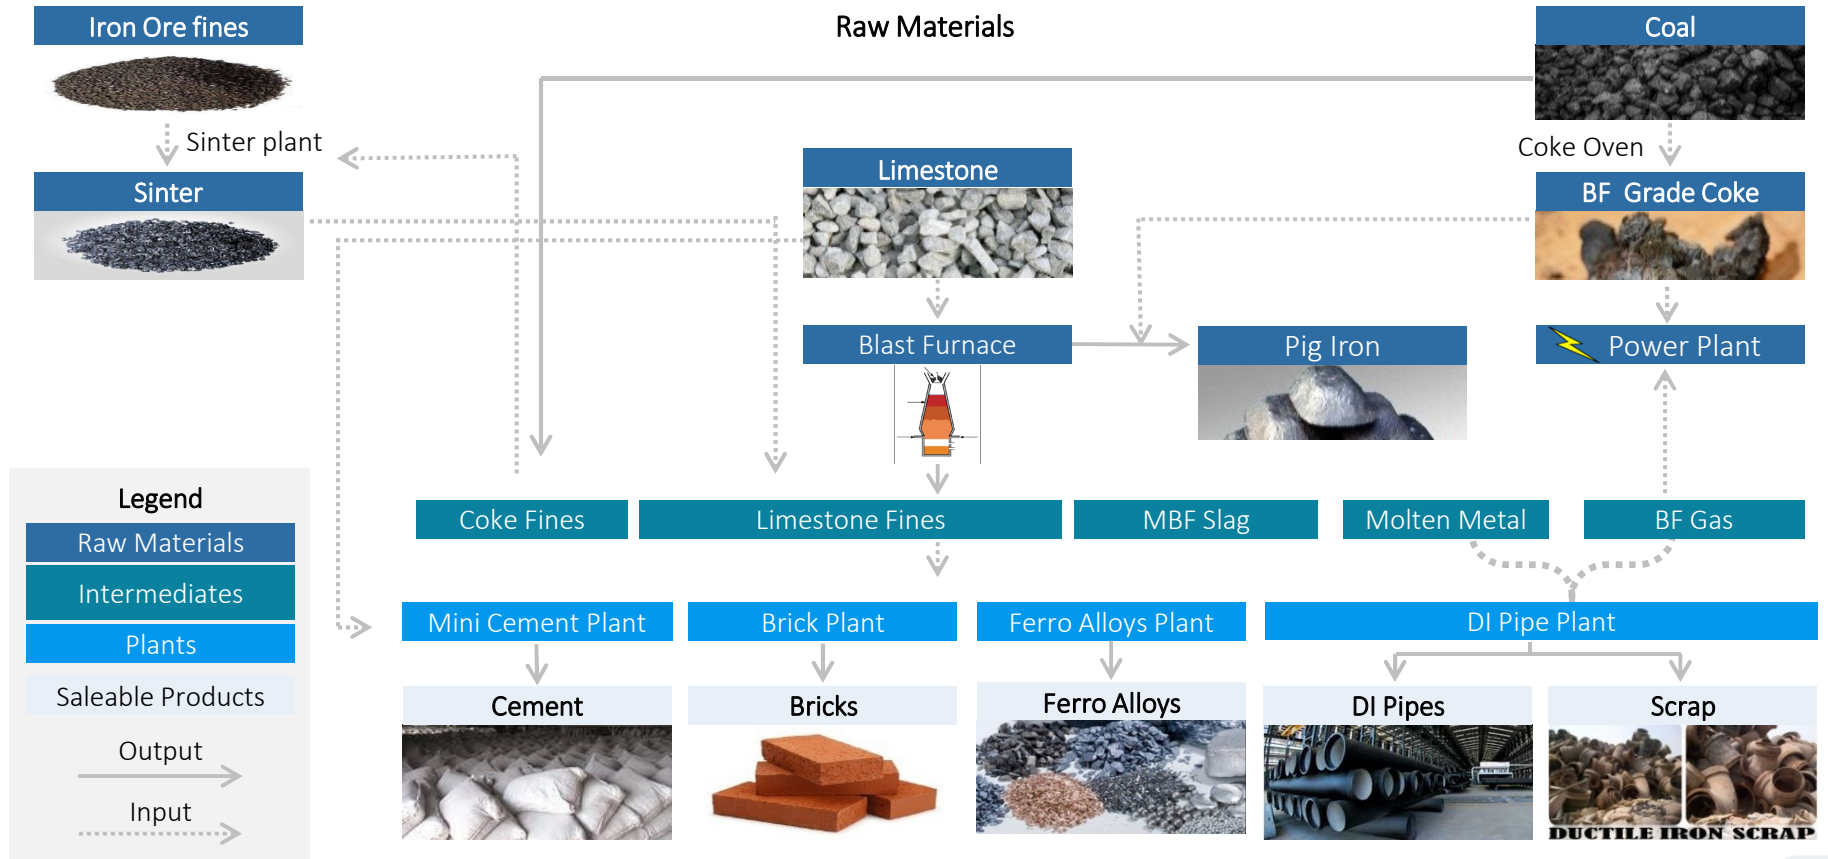 Iron Ore fines
Raw Materials
Coal
Sinter plant
Coke Oven
Limestone
Sinter
BF Grade Coke
Blast Furnace
Pig Iron
Power Plant
Legend
Raw Materials
Intermediates
Plants
Saleable Products
Output
Input
Coke Fines
Limestone Fines
MBF Slag
Molten Metal
BF Gas
Mini Cement Plant
Brick Plant
Ferro Alloys Plant
DI Pipe Plant
Cement
Bricks
Ferro Alloys
DI Pipes
Scrap
DUCTILE IRON SCRAP